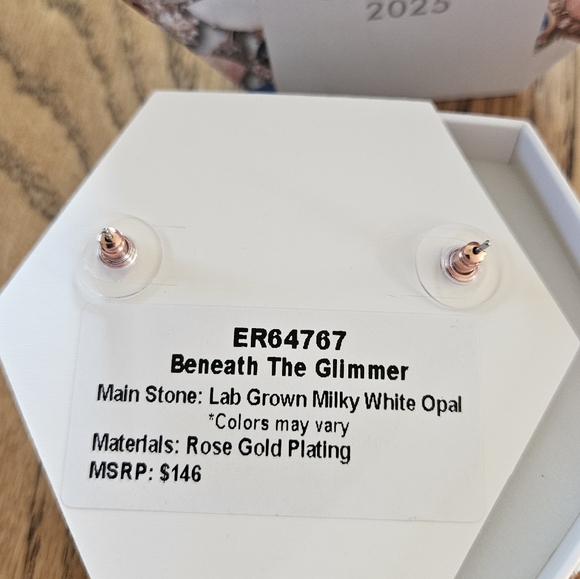 2025
ER64767
Beneath The Glimmer
Main Stone: Lab Grown Milky White Opal
*Colors may vary
Materials: Rose Gold Plating
MSRP: $146